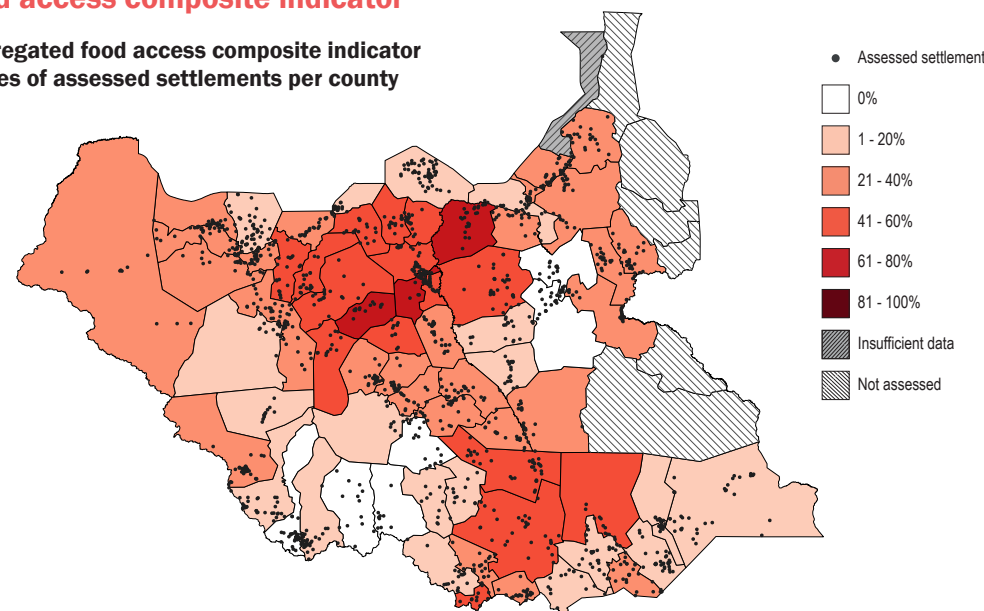 d access composite indicator
regated food access composite indicator
es of assessed settlements per county
Assessed settlement
0%
1 - 20%
21 - 40%
41 - 60%
61 - 80%
81 - 100%
Insufficient data
Not assessed